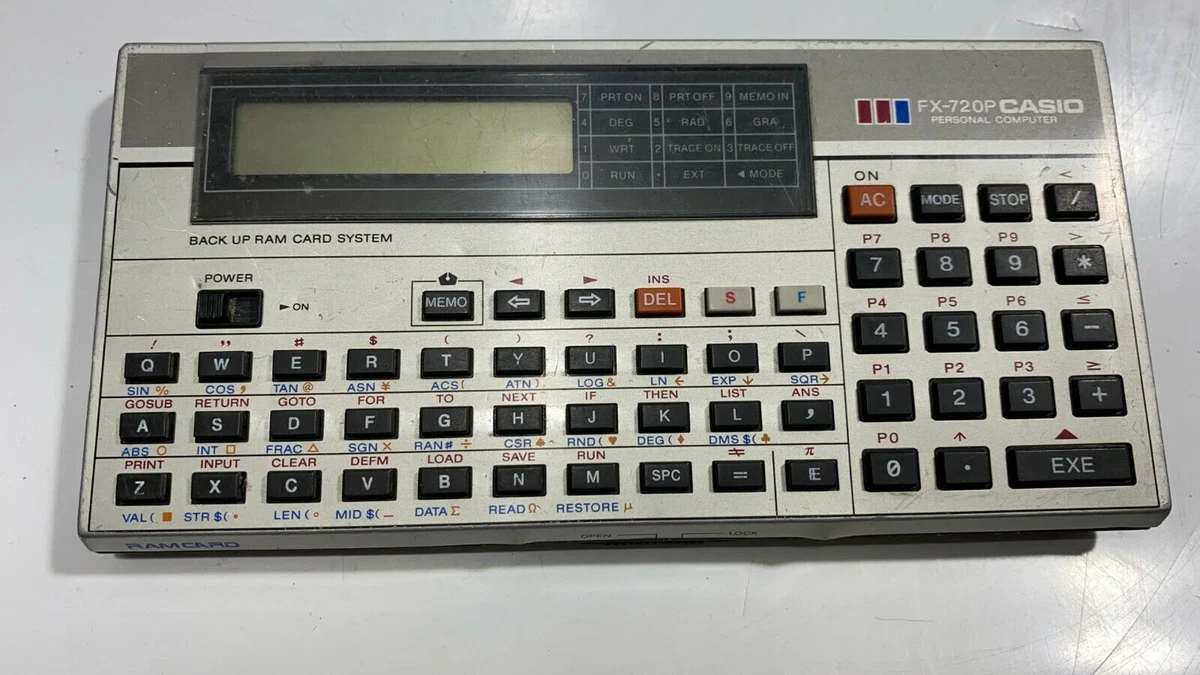 7 PRT ON 8 PRT OFF 9 MEMO IN
4 DEG 5 RAD 6 GRA
1 WRT 2 TRACE ON 3 TRACE OFF
0 RUN • EXT ◄ MODE
FX-720P CASIO
PERSONAL COMPUTER
BACK UP RAM CARD SYSTEM
ON <
AC MODE STOP /
P7 P8 P9 >
7 8 9 *
P4 P5 P6 ≤
4 5 6 −
P1 P2 P3 ≥
1 2 3 +
P0 ↑ ▲
0 • EXE
POWER ◄ ► INS
► ON MEMO ⇦ ⇨ DEL S F
! " # $ ( ) ? : ; \
Q W E R T Y U I O P
SIN % COS , TAN @ ASN ¥ ACS ( ATN ) LOG & LN ← EXP ↓ SQR →
GOSUB RETURN GOTO FOR TO NEXT IF THEN LIST ANS
A S D F G H J K L ,
ABS ○ INT □ FRAC △ SGN × RAN# ÷ CSR ♠ RND ( ♥ DEG ( ♦ DMS $( ♣
PRINT INPUT CLEAR DEFM LOAD SAVE RUN ≠ π
Z X C V B N M SPC = E
VAL ( ■ STR $( • LEN ( ° MID $( _ DATA Σ READ Ω RESTORE μ
RAM CARD
OPEN LOCK